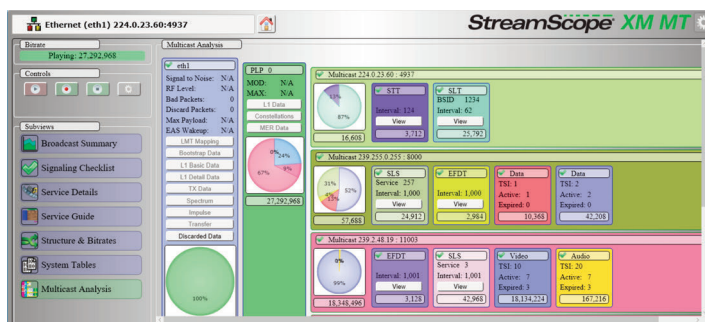 Ethernet (eth1) 224.0.23.60:4937
StreamScope XM MT
Bitrate
Playing: 27,292,968
Controls
Subviews
Broadcast Summary
Signaling Checklist
Service Details
Service Guide
Structure & Bitrates
System Tables
Multicast Analysis
Multicast Analysis
eth1
Signal to Noise: N/A
RF Level: N/A
Bad Packets: 0
Discard Packets: 0
Max Payload: N/A
EAS Wakeup: N/A
LMT Mapping
Bootstrap Data
L1 Basic Data
L1 Detail Data
TX Data
Spectrum
Impulse
Transfer
Discarded Data
100%
PLP 0
MOD: N/A
MAX: N/A
L1 Data
Constellations
MER Data
0%
24%
9%
67%
27,292,968
Multicast 224.0.23.60 : 4937
13%
87%
16,608
STT
Interval: 124
View
3,712
SLT
BSID 1234
Interval: 62
View
25,792
Multicast 239.255.0.255 : 8000
31%
52%
4%
12%
57,688
SLS
Service 257
Interval: 1,000
View
24,912
EFDT
Interval: 1,000
View
2,984
Data
TSI: 1
Active: 1
Expired: 0
10,368
Data
TSI: 2
Active: 2
Expired: 0
42,208
Multicast 239.2.48.19 : 11003
0%
99%
18,348,496
EFDT
Interval: 1,001
View
3,128
SLS
Service 3
Interval: 1,001
View
42,968
Video
TSI: 10
Active: 7
Expired: 3
18,134,224
Audio
TSI: 20
Active: 7
Expired: 3
167,216